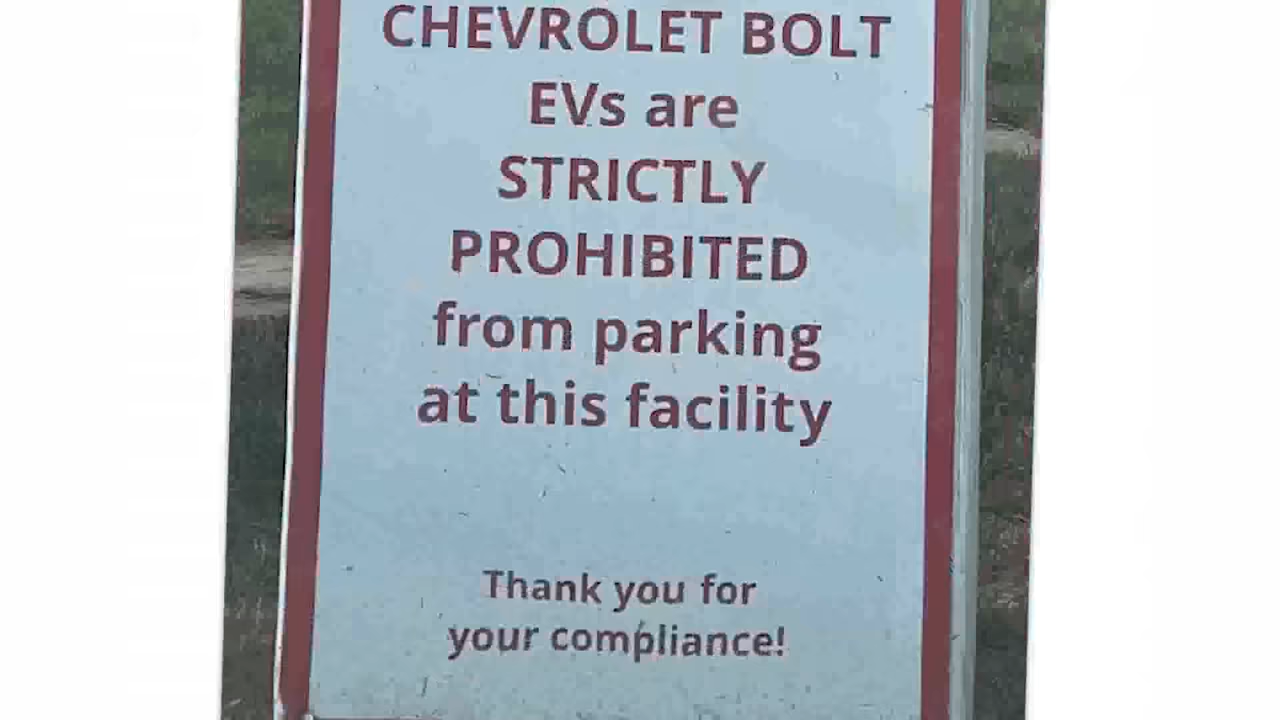 CHEVROLET BOLT
EVs are
STRICTLY
PROHIBITED
from parking
at this facility
Thank you for
your compliance!